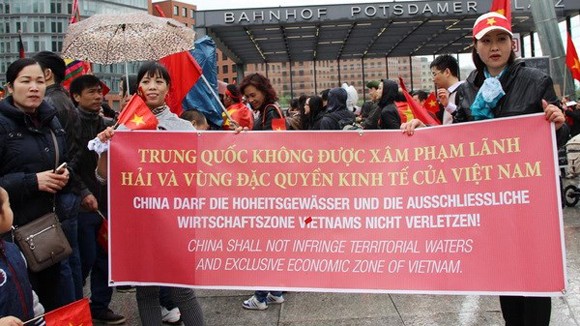 BAHNHOF POTSDAMER PLATZ
TRUNG QUỐC KHÔNG ĐƯỢC XÂM PHẠM LÃNH
HẢI VÀ VÙNG ĐẶC QUYỀN KINH TẾ CỦA VIỆT NAM
CHINA DARF DIE HOHEITSGEWÄSSER UND DIE AUSSCHLIESSLICHE
WIRTSCHAFTSZONE VIETNAMS NICHT VERLETZEN!
CHINA SHALL NOT INFRINGE TERRITORIAL WATERS
AND EXCLUSIVE ECONOMIC ZONE OF VIETNAM.